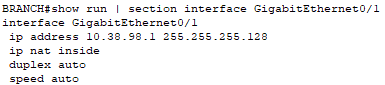 BRANCH#show run | section interface GigabitEthernet0/1
interface GigabitEthernet0/1
 ip address 10.38.98.1 255.255.255.128
 ip nat inside
 duplex auto
 speed auto